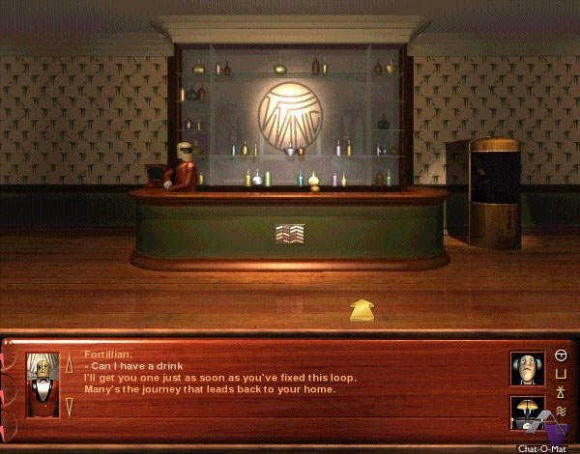 Fortillian.
- Can I have a drink
I'll get you one just as soon as you've fixed this loop.
Many's the journey that leads back to your home.
Chat-O-Mat